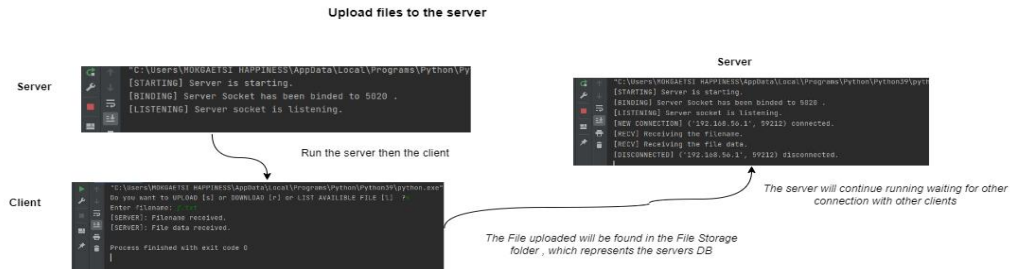 Upload files to the server
Server
"C:\Users\MOKGAETSI HAPPINESS\AppData\Local\Programs\Python\Py
[STARTING] Server is starting.
[BINDING] Server Socket has been binded to 5020 .
[LISTENING] Server socket is listening.
Run the server then the client
Client
"C:\Users\MOKGAETSI HAPPINESS\AppData\Local\Programs\Python\Python39\python.exe"
Do you want to UPLOAD [s] or DOWNLOAD [r] or LIST AVAILIBLE FILE [l] ?
Enter filename:
[SERVER]: Filename received.
[SERVER]: File data received.
Process finished with exit code 0
Server
"C:\Users\MOKGAETSI HAPPINESS\AppData\Local\Programs\Python\Python39\pyth
[STARTING] Server is starting.
[BINDING] Server Socket has been binded to 5020 .
[LISTENING] Server socket is listening.
[NEW CONNECTION] ('192.168.56.1', 59212) connected.
[RECV] Receiving the filename.
[RECV] Receiving the file data.
[DISCONNECTED] ('192.168.56.1', 59212) disconnected.
The server will continue running waiting for other
connection with other clients
The File uploaded will be found in the File Storage
folder , which represents the servers DB